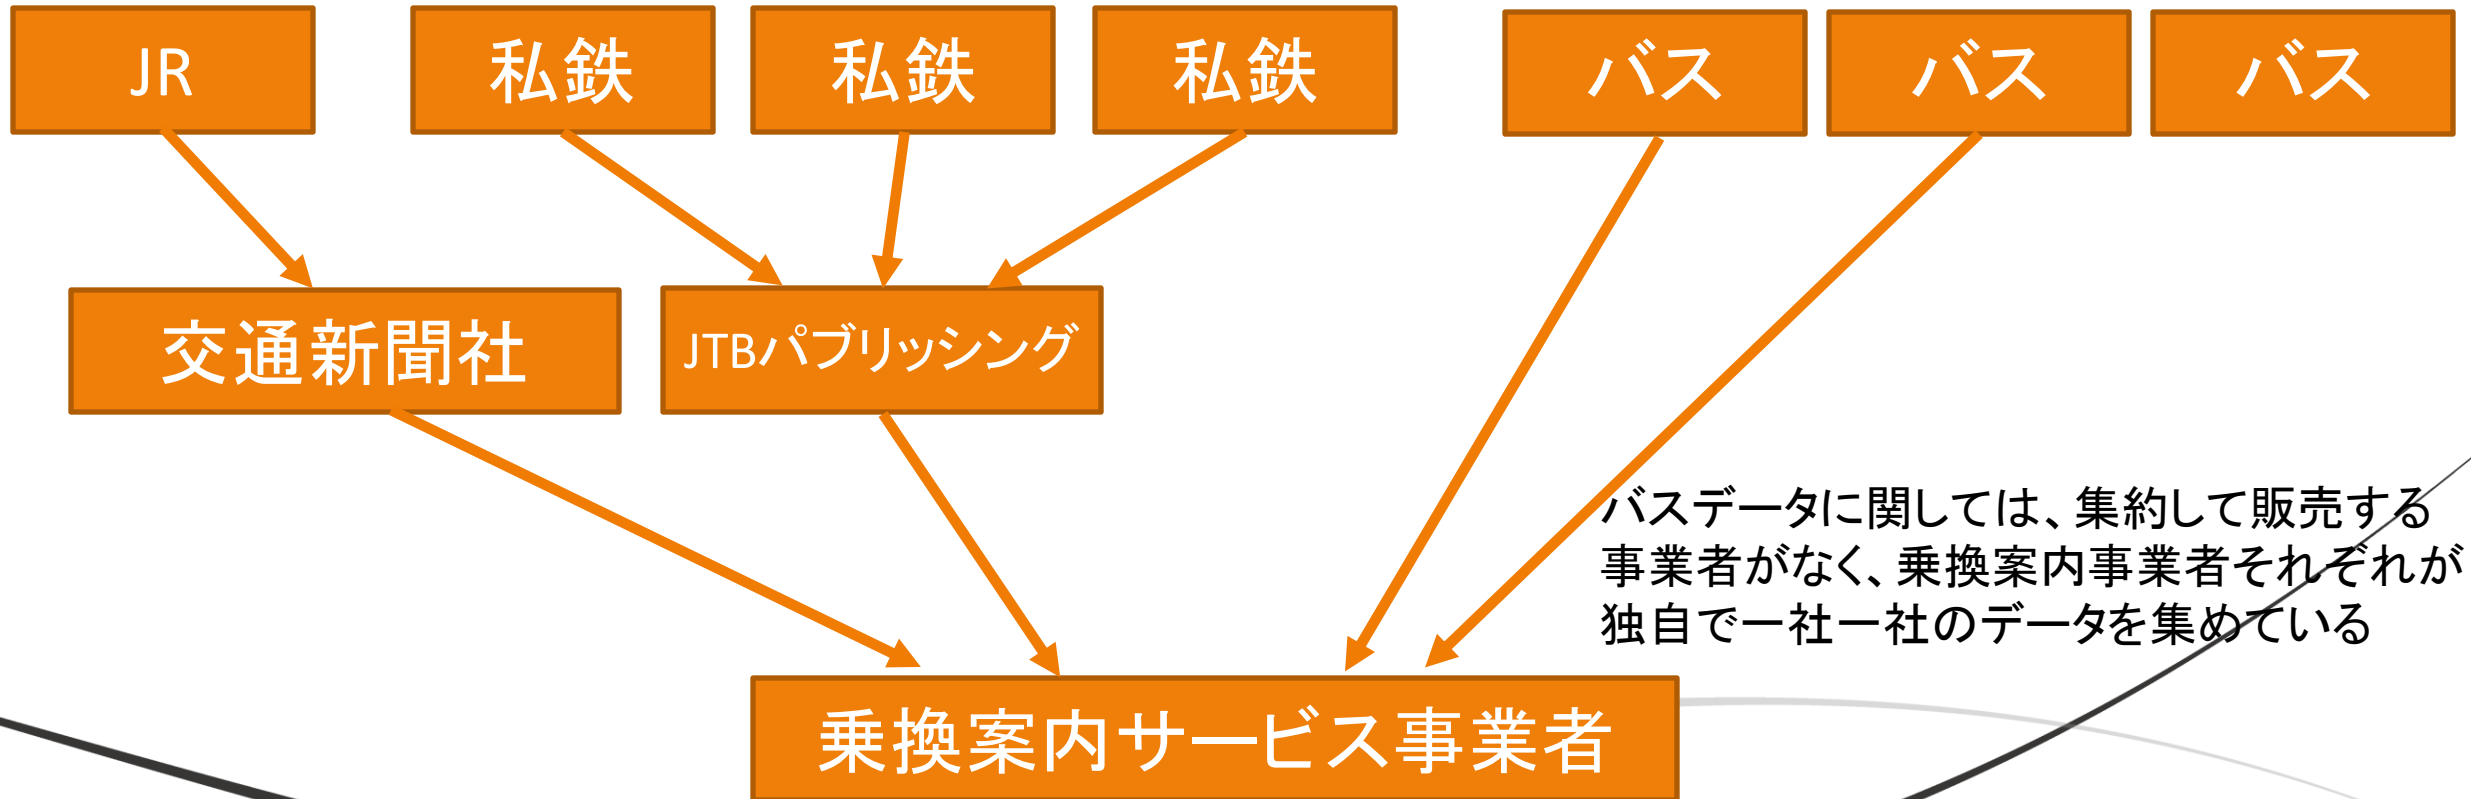 JR
私鉄
私鉄
私鉄
バス
バス
バス
交通新聞社
JTBパブリッシング
バスデータに関しては、集約して販売する
事業者がなく、乗換案内事業者それぞれが
独自で一社一社のデータを集めている
乗換案内サービス事業者